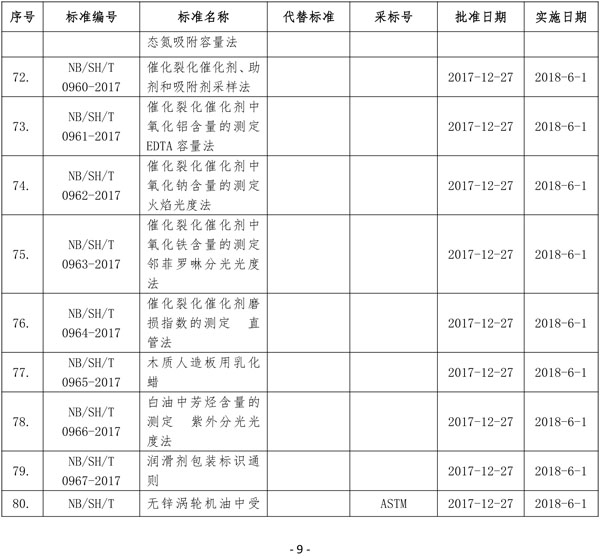 序号 标准编号 标准名称 代替标准 采标号 批准日期 实施日期
态氮吸附容量法
72. NB/SH/T 0960-2017 催化裂化催化剂、助 2017-12-27 2018-6-1
剂和吸附剂采样法
73. NB/SH/T 0961-2017 催化裂化催化剂中 2017-12-27 2018-6-1
氧化铝含量的测定
EDTA 容量法
74. NB/SH/T 0962-2017 催化裂化催化剂中 2017-12-27 2018-6-1
氧化钠含量的测定
火焰光度法
75. NB/SH/T 0963-2017 催化裂化催化剂中 2017-12-27 2018-6-1
氧化铁含量的测定
邻菲罗啉分光光度
法
76. NB/SH/T 0964-2017 催化裂化催化剂磨 2017-12-27 2018-6-1
损指数的测定 直
管法
77. NB/SH/T 0965-2017 木质人造板用乳化 2017-12-27 2018-6-1
蜡
78. NB/SH/T 0966-2017 白油中芳烃含量的 2017-12-27 2018-6-1
测定 紫外分光光
度法
79. NB/SH/T 0967-2017 润滑剂包装标识通 2017-12-27 2018-6-1
则
80. NB/SH/T 无锌涡轮机油中受 ASTM 2017-12-27 2018-6-1
- 9 -